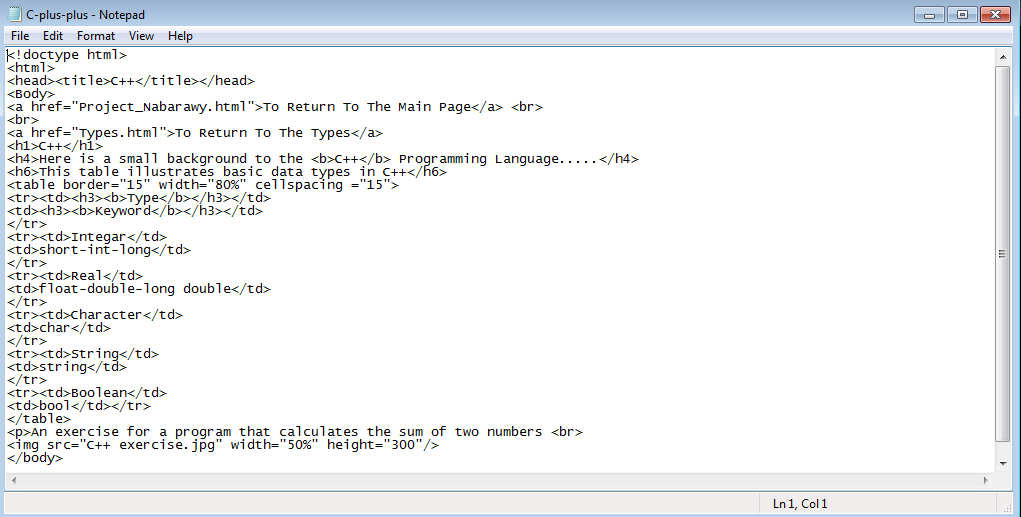 C-plus-plus - Notepad
File Edit Format View Help
<!doctype html>
<html>
<head><title>C++</title></head>
<Body>
<a href="Project_Nabarawy.html">To Return To The Main Page</a> <br>
<br>
<a href="Types.html">To Return To The Types</a>
<h1>C++</h1>
<h4>Here is a small background to the <b>C++</b> Programming Language.....</h4>
<h6>This table illustrates basic data types in C++</h6>
<table border="15" width="80%" cellspacing ="15">
<tr><td><h3><b>Type</b></h3></td>
<td><h3><b>Keyword</b></h3></td>
</tr>
<tr><td>Integar</td>
<td>short-int-long</td>
</tr>
<tr><td>Real</td>
<td>float-double-long double</td>
</tr>
<tr><td>Character</td>
<td>char</td>
</tr>
<tr><td>String</td>
<td>string</td>
</tr>
<tr><td>Boolean</td>
<td>bool</td></tr>
</table>
<p>An exercise for a program that calculates the sum of two numbers <br>
<img src="C++ exercise.jpg" width="50%" height="300"/>
</body>
Ln 1, Col 1